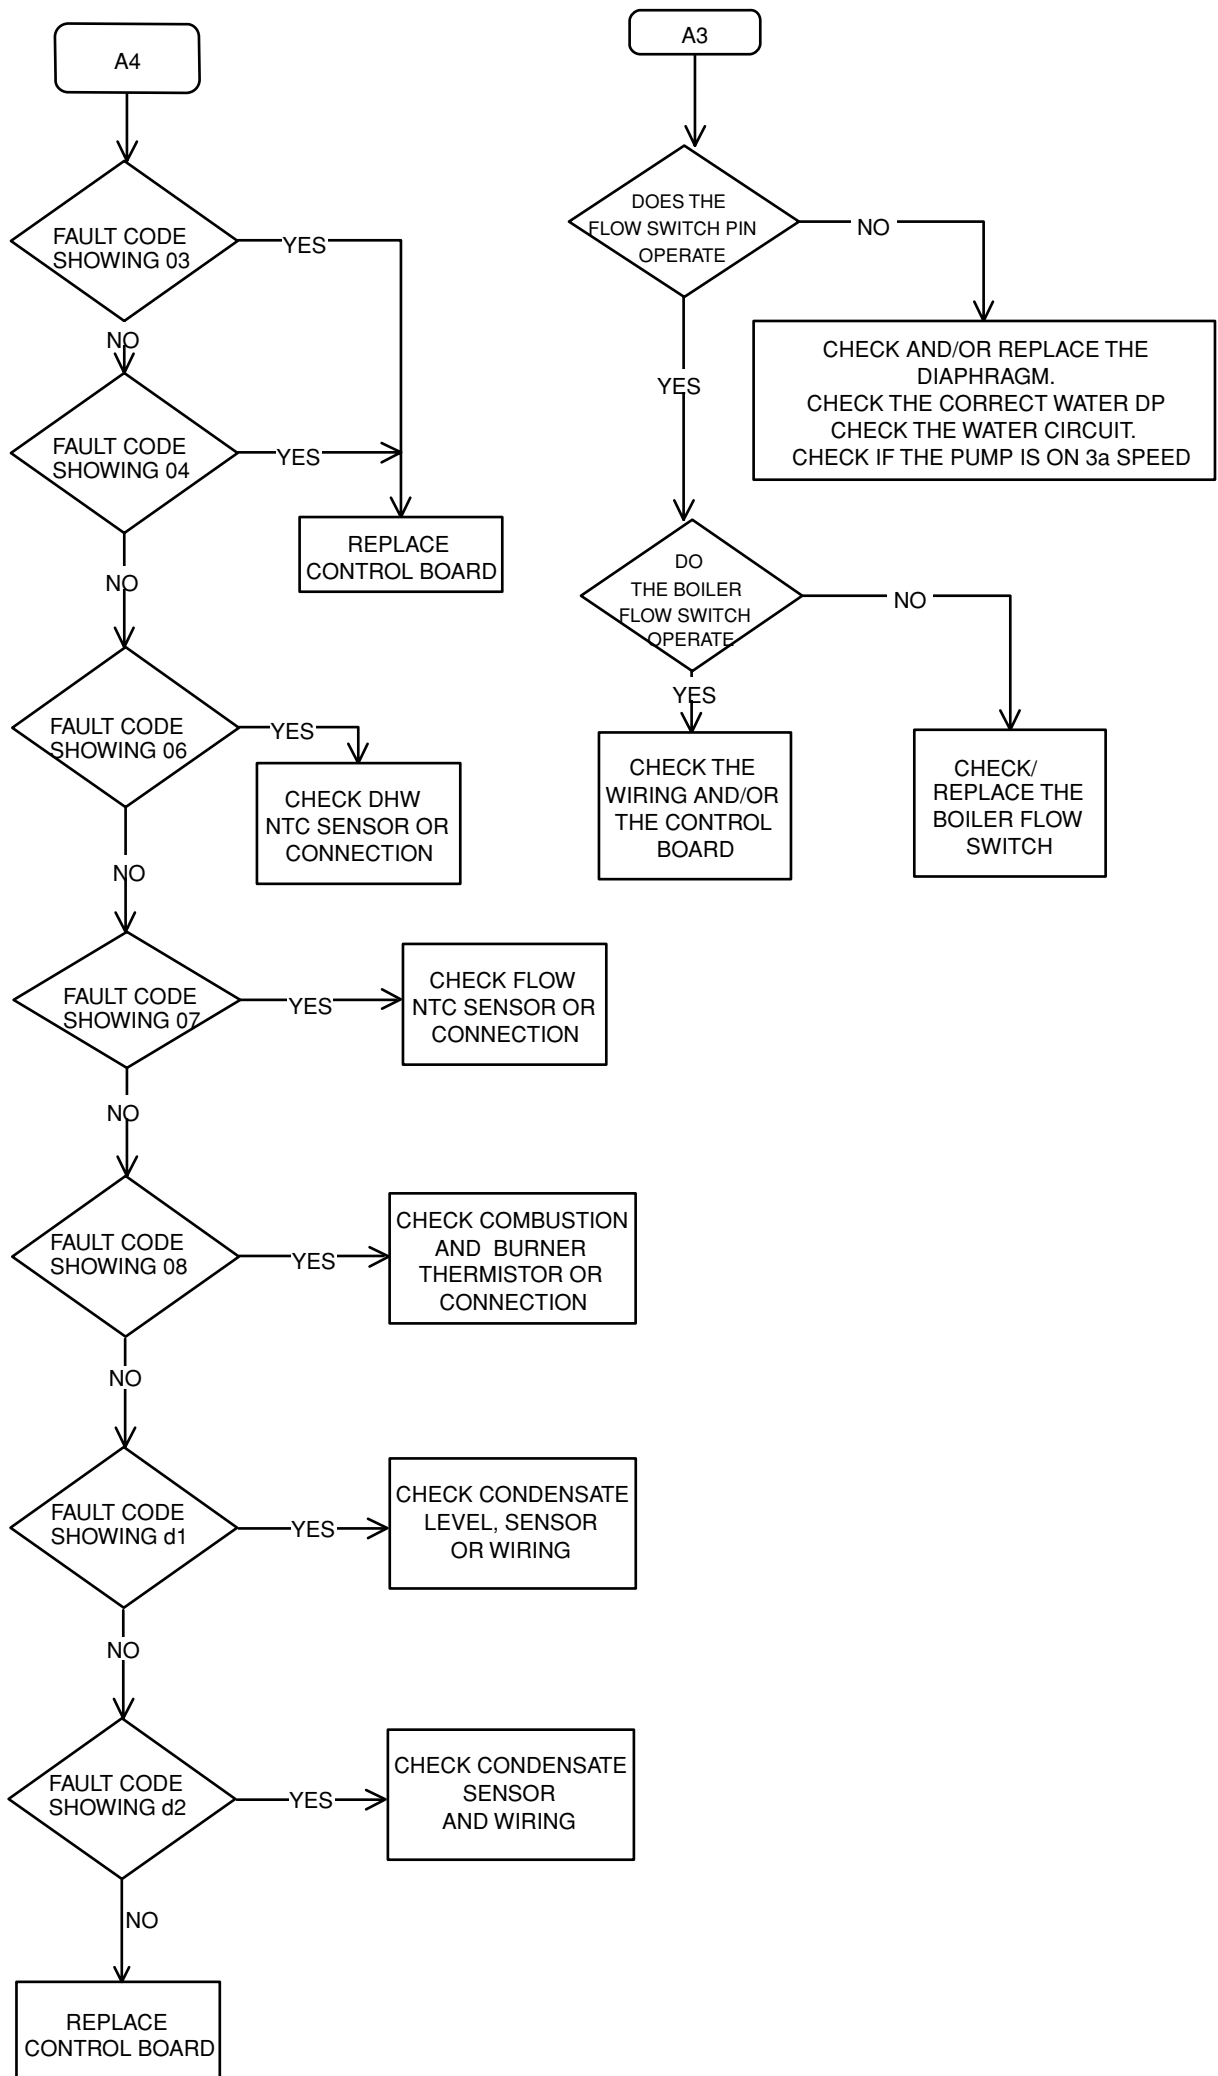 A4
FAULT CODE
SHOWING 03
YES
NO
FAULT CODE
SHOWING 04
YES
REPLACE
CONTROL BOARD
NO
FAULT CODE
SHOWING 06
YES
CHECK DHW
NTC SENSOR OR
CONNECTION
NO
FAULT CODE
SHOWING 07
YES
CHECK FLOW
NTC SENSOR OR
CONNECTION
NO
FAULT CODE
SHOWING 08
YES
CHECK COMBUSTION
AND BURNER
THERMISTOR OR
CONNECTION
NO
FAULT CODE
SHOWING d1
YES
CHECK CONDENSATE
LEVEL, SENSOR
OR WIRING
NO
FAULT CODE
SHOWING d2
YES
CHECK CONDENSATE
SENSOR
AND WIRING
NO
REPLACE
CONTROL BOARD
A3
DOES THE
FLOW SWITCH PIN
OPERATE
NO
CHECK AND/OR REPLACE THE
DIAPHRAGM.
CHECK THE CORRECT WATER DP
CHECK THE WATER CIRCUIT.
CHECK IF THE PUMP IS ON 3a SPEED
YES
DO
THE BOILER
FLOW SWITCH
OPERATE
NO
YES
CHECK THE
WIRING AND/OR
THE CONTROL
BOARD
CHECK/
REPLACE THE
BOILER FLOW
SWITCH